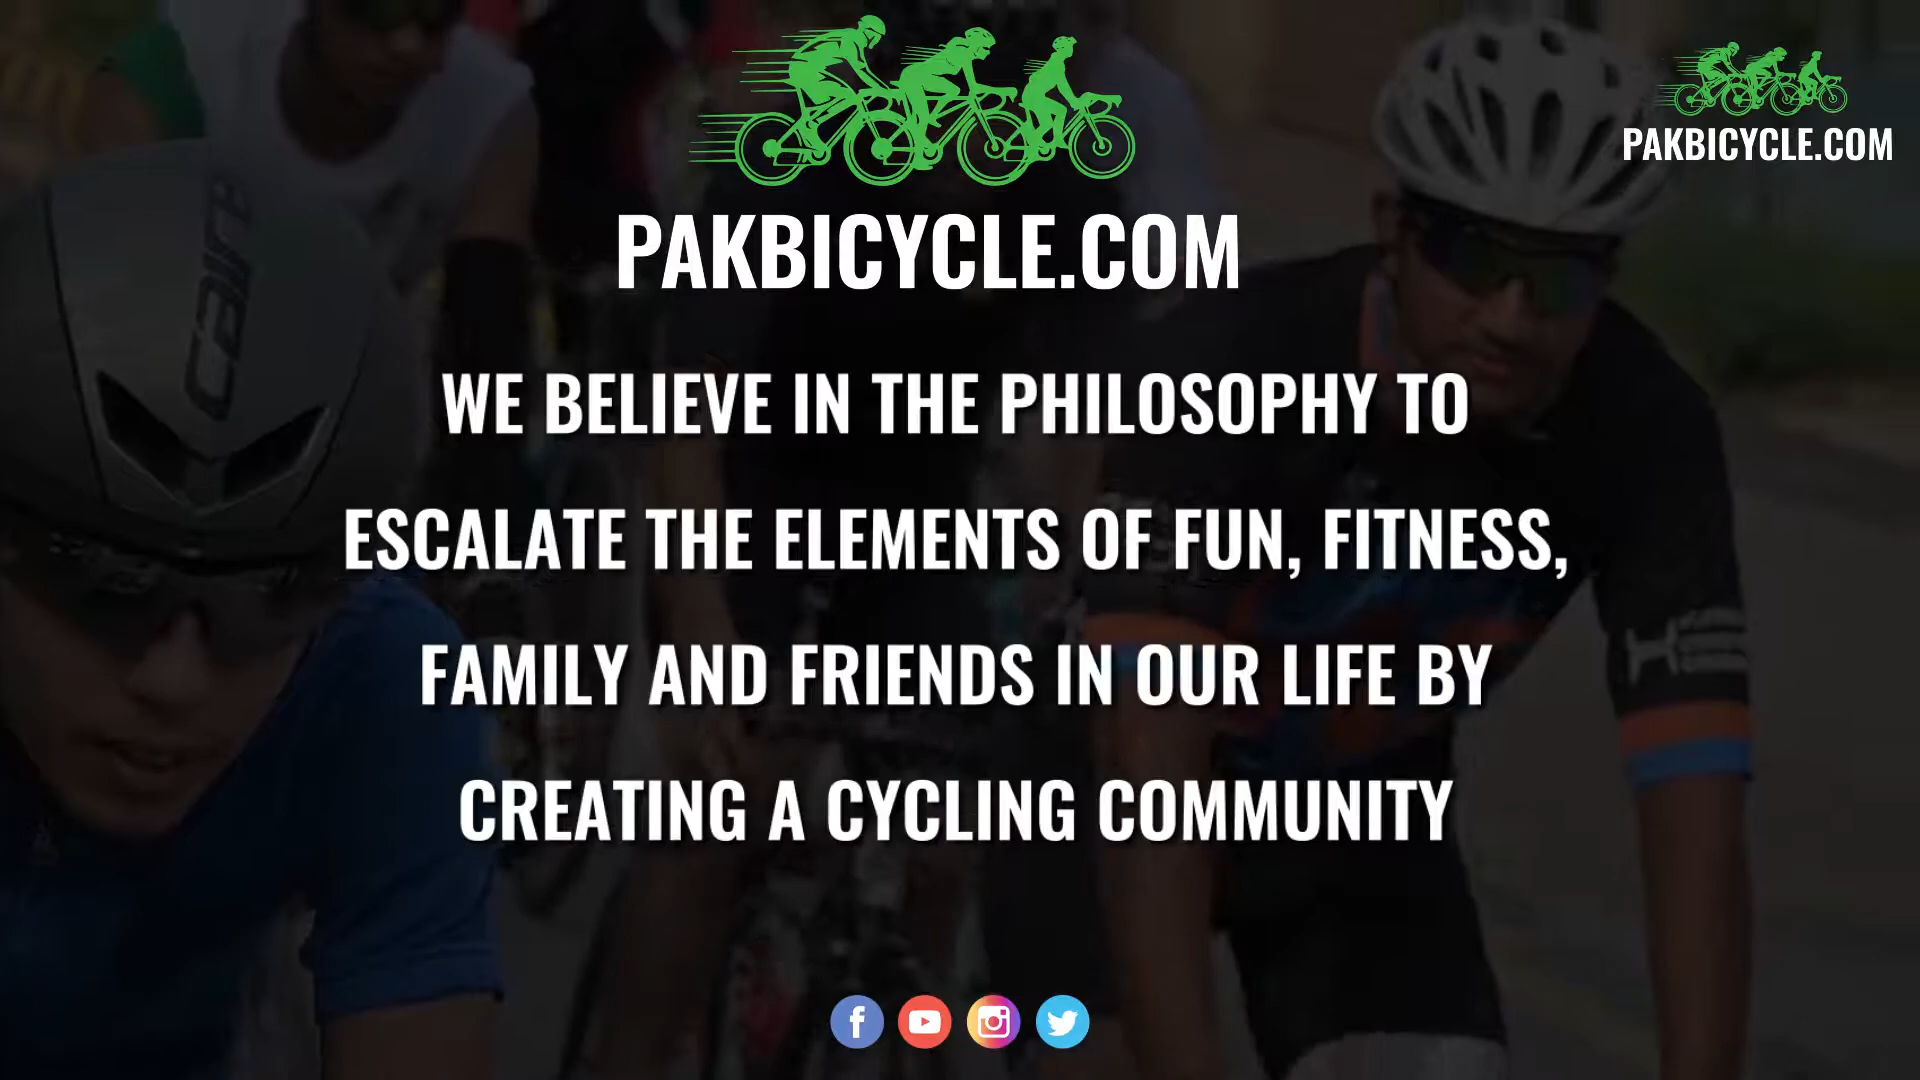 PAKBICYCLE.COM
PAKBICYCLE.COM
WE BELIEVE IN THE PHILOSOPHY TO
ESCALATE THE ELEMENTS OF FUN, FITNESS,
FAMILY AND FRIENDS IN OUR LIFE BY
CREATING A CYCLING COMMUNITY